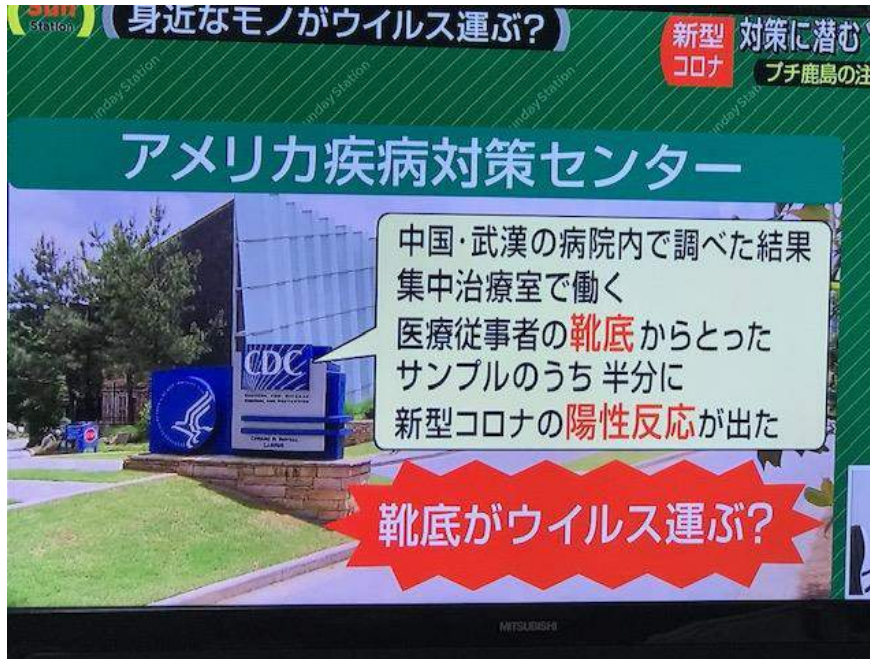 Sun
Station
身近なモノがウイルス運ぶ?
新型
コロナ
対策に潜む
プチ鹿島の注
SundayStation
アメリカ疾病対策センター
中国・武漢の病院内で調べた結果
集中治療室で働く
医療従事者の靴底からとった
サンプルのうち 半分に
新型コロナの陽性反応が出た
CDC
靴底がウイルス運ぶ?
MITSUBISHI